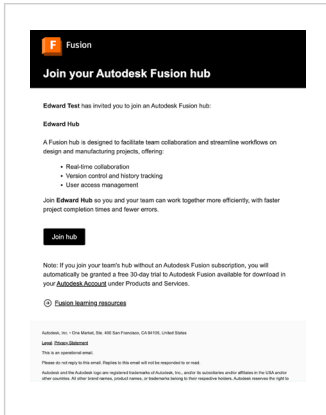 F Fusion
Join your Autodesk Fusion hub
Edward Test has invited you to join an Autodesk Fusion hub:
Edward Hub
A Fusion hub is designed to facilitate team collaboration and streamline workflows on
design and manufacturing projects, offering:
• Real-time collaboration
• Version control and history tracking
• User access management
Join Edward Hub so you and your team can work together more efficiently, with faster
project completion times and fewer errors.
Join hub
Note: If you join your team's hub without an Autodesk Fusion subscription, you will
automatically be granted a free 30-day trial to Autodesk Fusion available for download in
your Autodesk Account under Products and Services.
Fusion learning resources
Autodesk, Inc. • One Market, Ste. 400 San Francisco, CA 94105, United States
Legal Privacy Statement
This is an operational email.
Please do not reply to this email. Replies to this email will not be responded to or read.
Autodesk and the Autodesk logo are registered trademarks of Autodesk, Inc., and/or its subsidiaries and/or affiliates in the USA and/or
other countries. All other brand names, product names, or trademarks belong to their respective holders. Autodesk reserves the right to